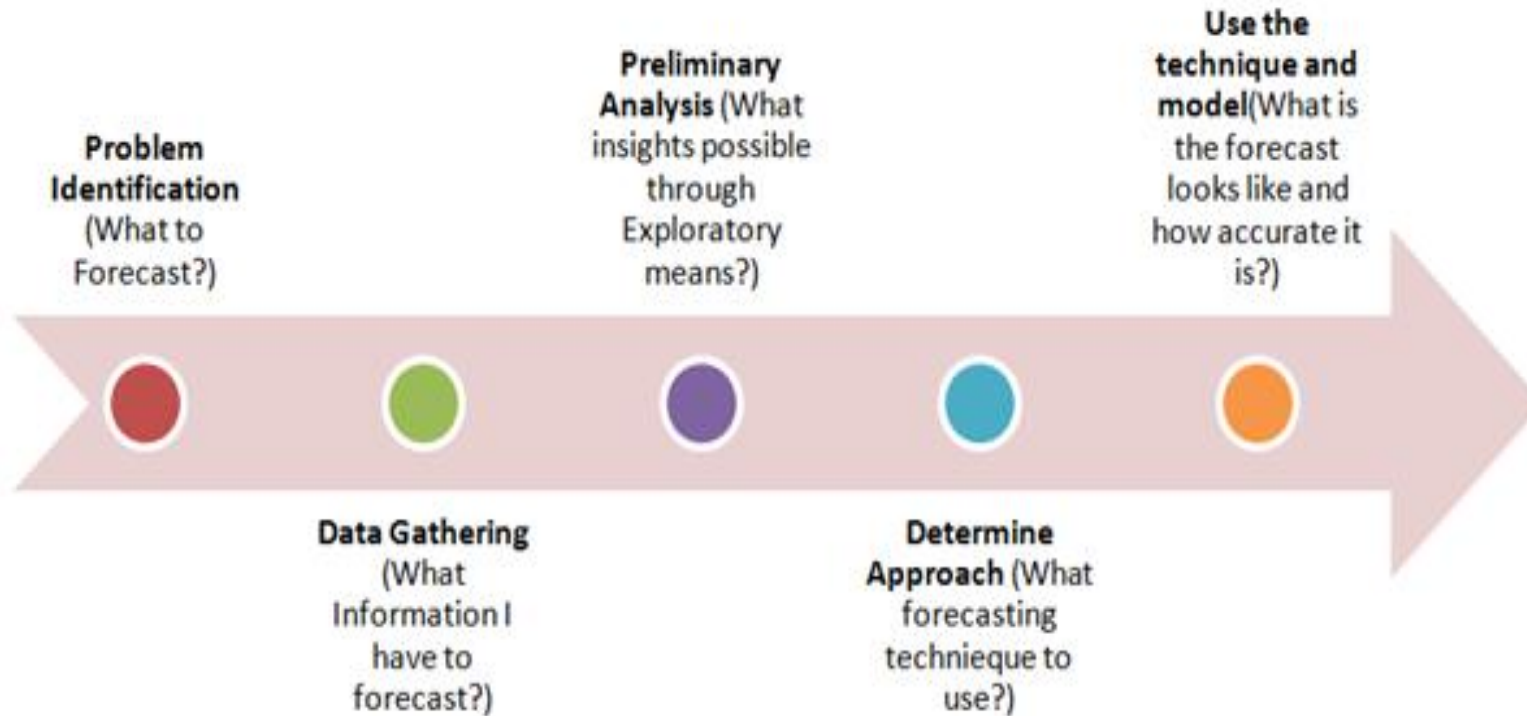 Problem
Identification
(What to
Forecast?)
Data Gathering
(What
Information I
have to
forecast?)
Preliminary
Analysis (What
insights possible
through
Exploratory
means?)
Determine
Approach (What
forecasting
technieque to
use?)
Use the
technique and
model(What is
the forecast
looks like and
how accurate it
is?)